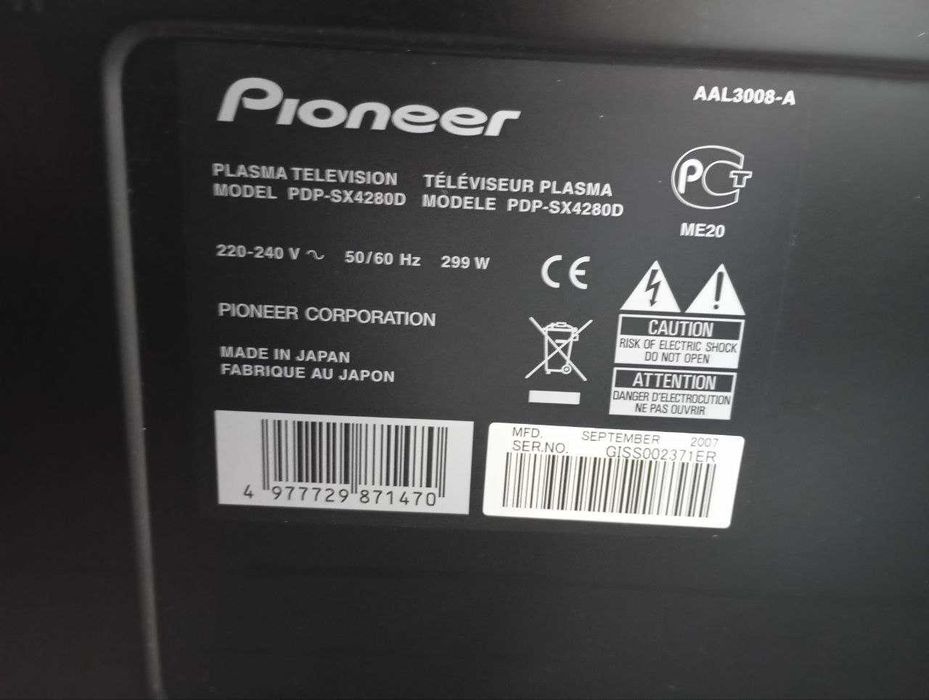 Pioneer
AAL3008-A
PLASMA TELEVISION
MODEL PDP-SX4280D
TÉLÉVISEUR PLASMA
MODELE PDP-SX4280D
PCT
ME20
220-240 V ~ 50/60 Hz 299 W
CE
PIONEER CORPORATION
MADE IN JAPAN
FABRIQUE AU JAPON
CAUTION
RISK OF ELECTRIC SHOCK
DO NOT OPEN
ATTENTION
DANGER D'ELECTROCUTION
NE PAS OUVRIR
4 977729 871470
MFD. SEPTEMBER 2007
SER.NO. GISS002371ER